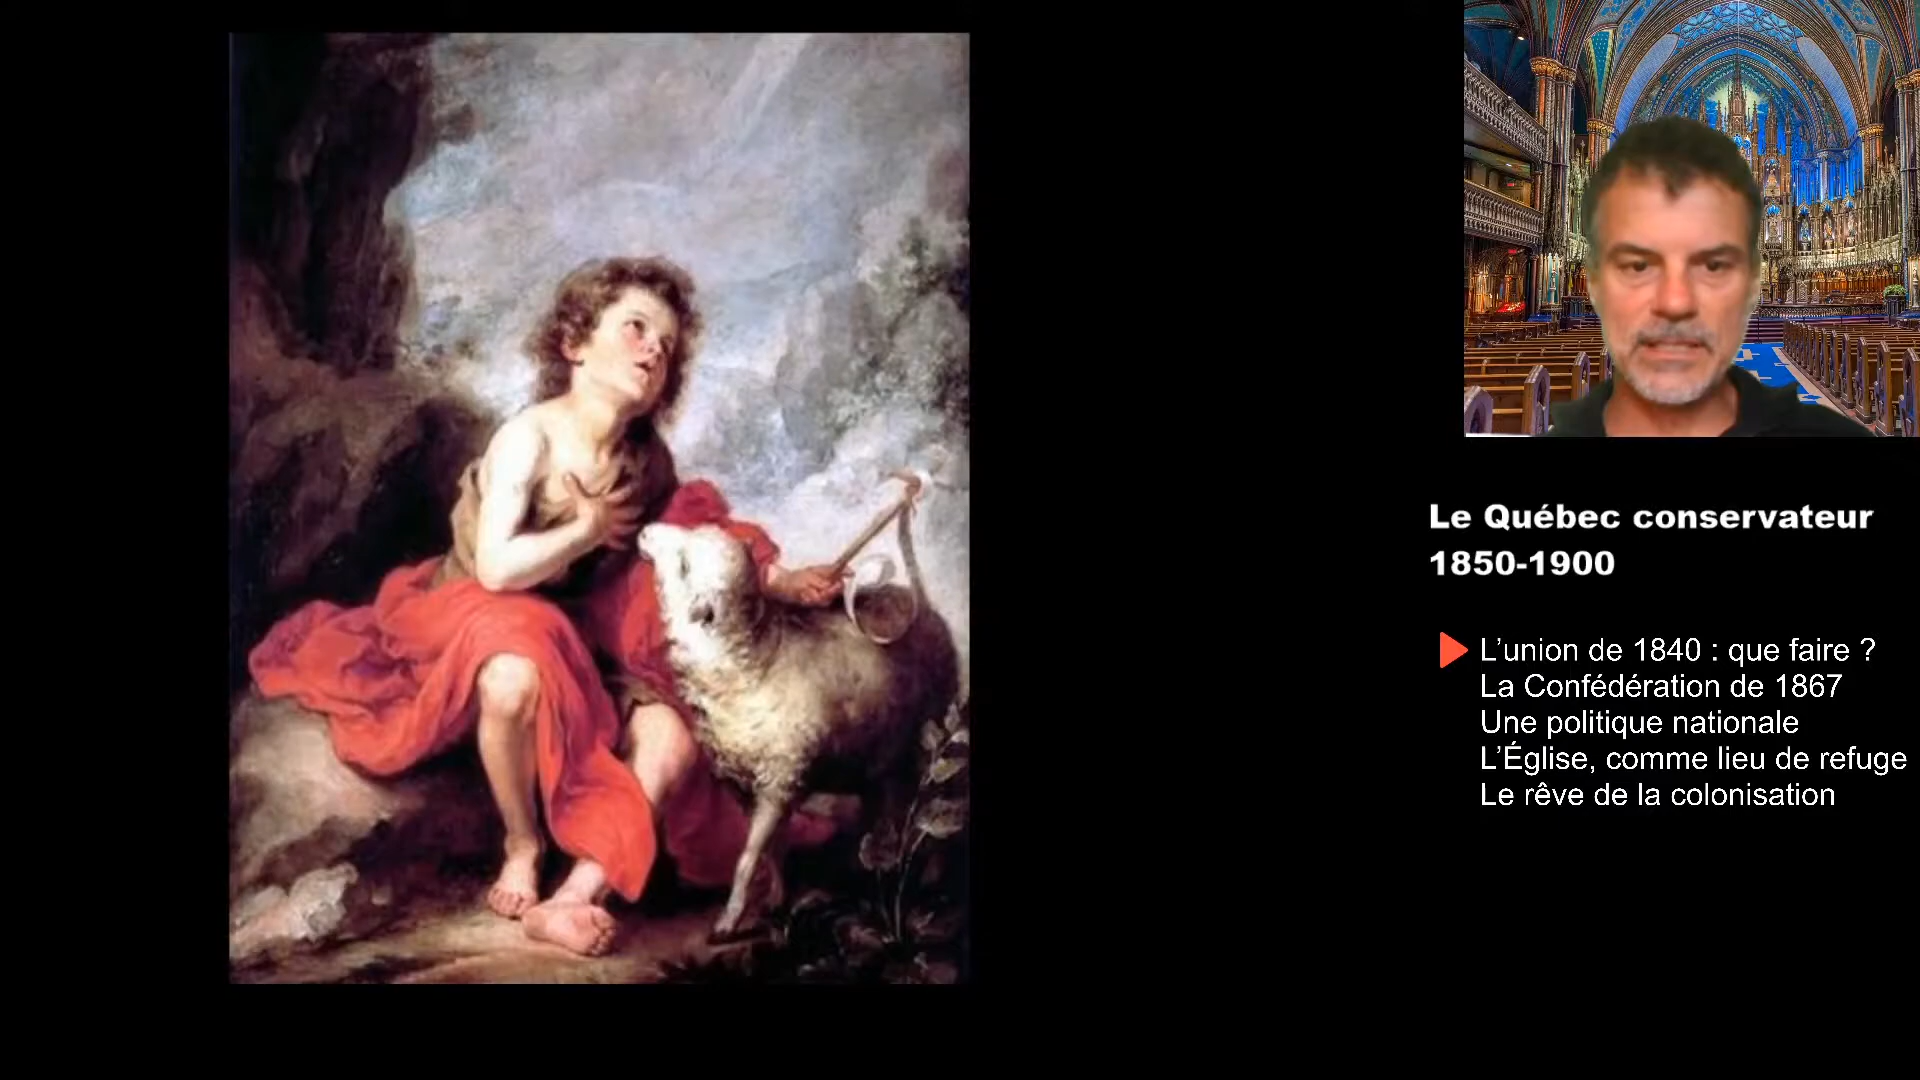 Le Québec conservateur
1850-1900
L’union de 1840 : que faire ?
La Confédération de 1867
Une politique nationale
L’Église, comme lieu de refuge
Le rêve de la colonisation